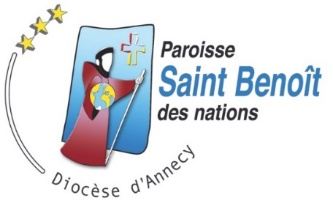 Paroisse
Saint Benoît
des nations
Diocèse d'Annecy